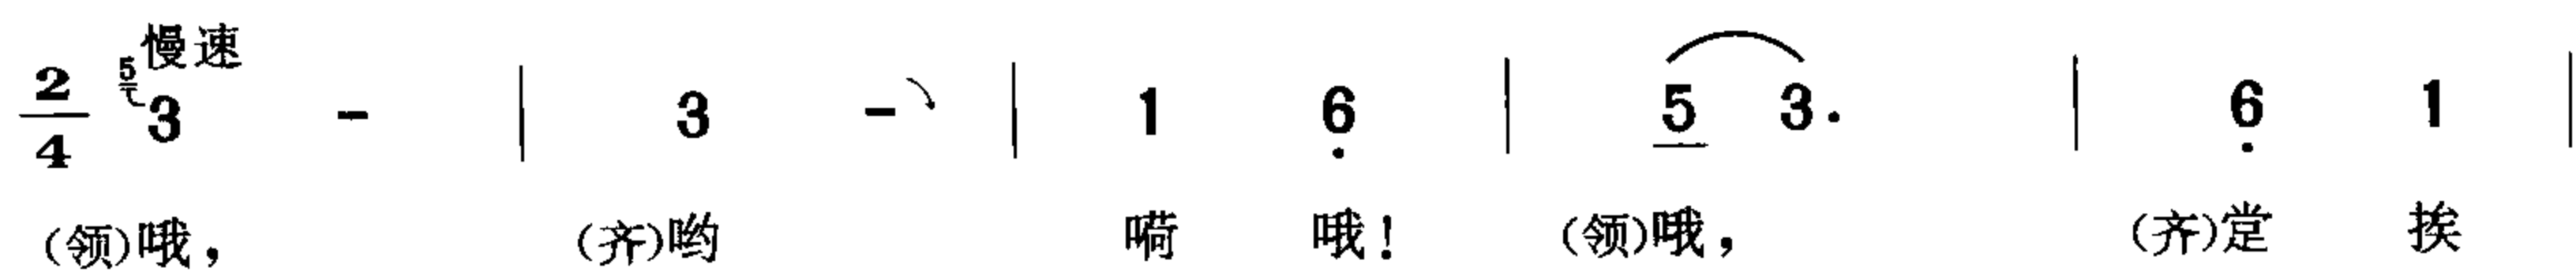 慢速
2/4 5 3 - | 3 - | 1 6 | 5 3. | 6 1 |
(领)哦， (齐)哟 嗬 哦！ (领)哦， (齐) 挨